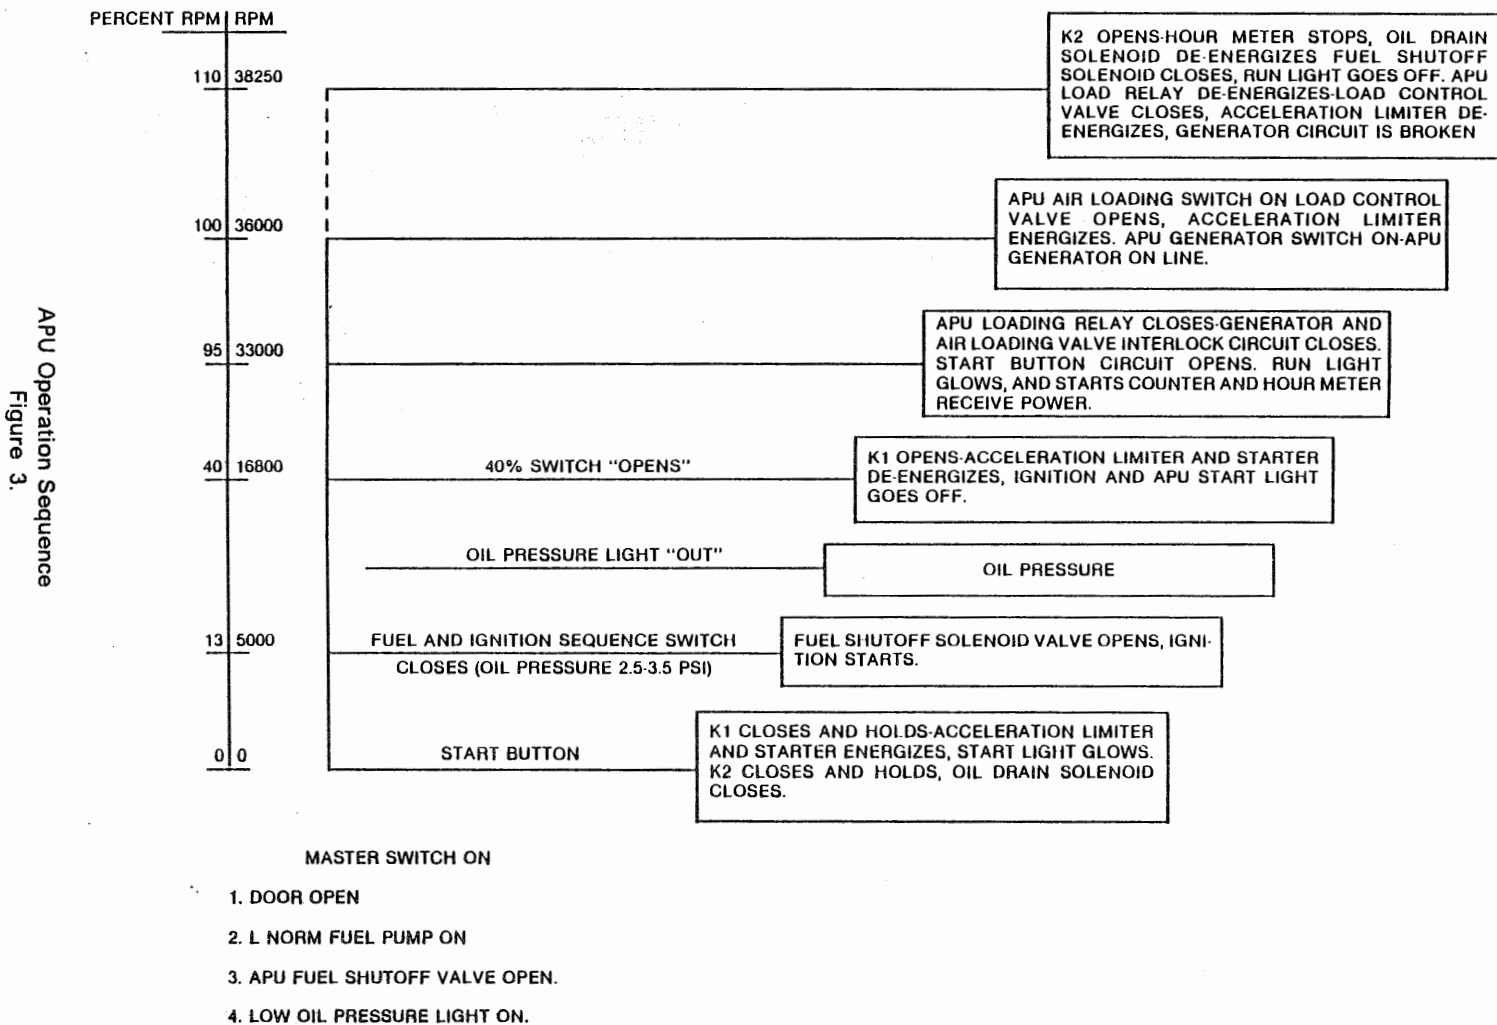 PERCENT RPM RPM
110 38250
K2 OPENS-HOUR METER STOPS, OIL DRAIN
SOLENOID DE-ENERGIZES FUEL SHUTOFF
SOLENOID CLOSES, RUN LIGHT GOES OFF. APU
LOAD RELAY DE-ENERGIZES-LOAD CONTROL
VALVE CLOSES, ACCELERATION LIMITER DE-
ENERGIZES, GENERATOR CIRCUIT IS BROKEN
100 36000
APU AIR LOADING SWITCH ON LOAD CONTROL
VALVE OPENS, ACCELERATION LIMITER
ENERGIZES. APU GENERATOR SWITCH ON-APU
GENERATOR ON LINE.
95 33000
APU LOADING RELAY CLOSES-GENERATOR AND
AIR LOADING VALVE INTERLOCK CIRCUIT CLOSES.
START BUTTON CIRCUIT OPENS. RUN LIGHT
GLOWS, AND STARTS COUNTER AND HOUR METER
RECEIVE POWER.
40 16800
40% SWITCH "OPENS"
K1 OPENS-ACCELERATION LIMITER AND STARTER
DE-ENERGIZES, IGNITION AND APU START LIGHT
GOES OFF.
OIL PRESSURE LIGHT "OUT"
OIL PRESSURE
13 5000
FUEL AND IGNITION SEQUENCE SWITCH
CLOSES (OIL PRESSURE 2.5-3.5 PSI)
FUEL SHUTOFF SOLENOID VALVE OPENS, IGNI-
TION STARTS.
0 0
START BUTTON
K1 CLOSES AND HOLDS-ACCELERATION LIMITER
AND STARTER ENERGIZES, START LIGHT GLOWS.
K2 CLOSES AND HOLDS, OIL DRAIN SOLENOID
CLOSES.
MASTER SWITCH ON
1. DOOR OPEN
2. L NORM FUEL PUMP ON
3. APU FUEL SHUTOFF VALVE OPEN.
4. LOW OIL PRESSURE LIGHT ON.
APU Operation Sequence
Figure 3.